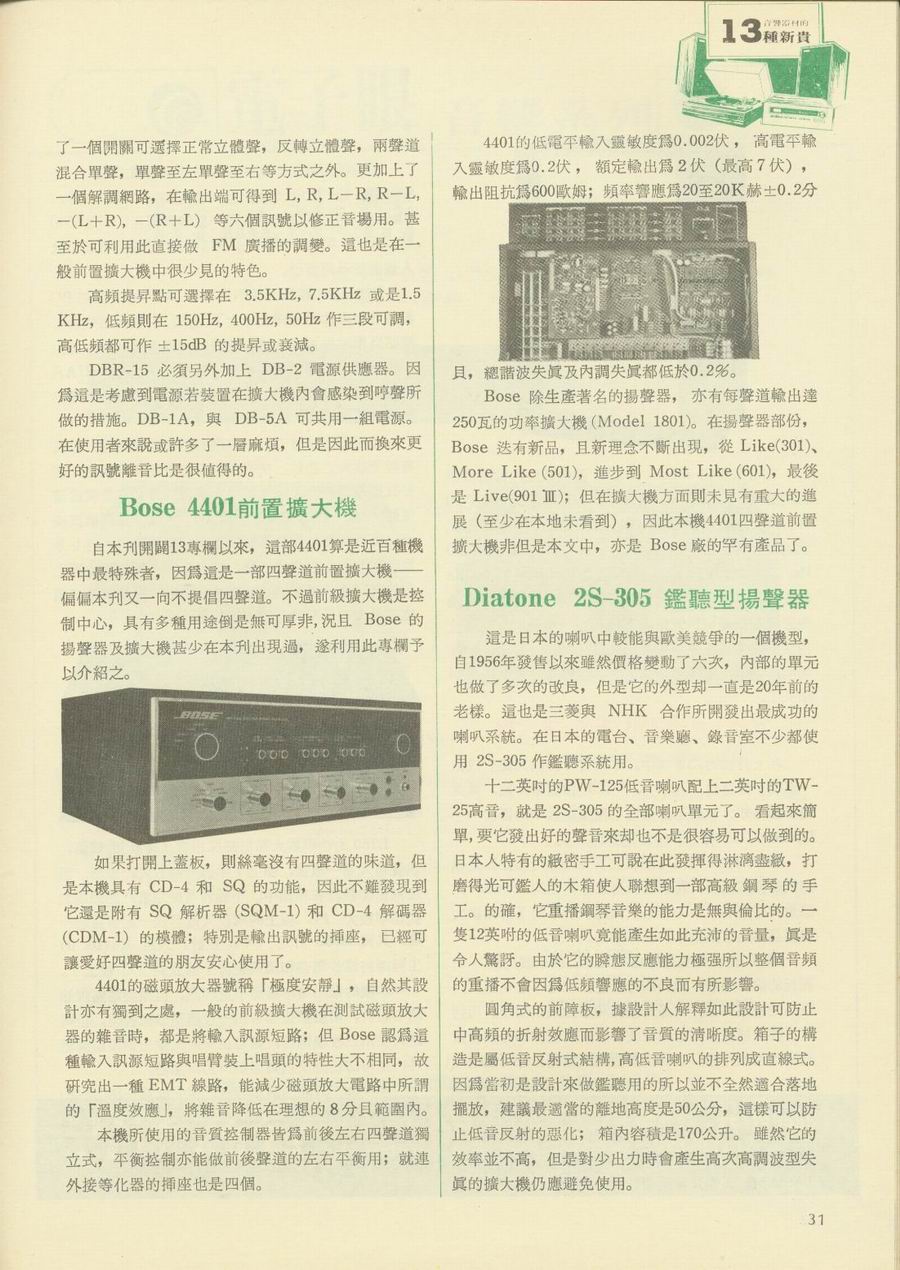 音響器材的
13種新貴
了一個開關可選擇正常立體聲，反轉立體聲，兩聲道
混合單聲，單聲至左單聲至右等方式之外。更加上了
一個解調網路，在輸出端可得到 L, R, L－R, R－L,
－(L＋R), －(R＋L) 等六個訊號以修正音場用。甚
至於可利用此直接做 FM 廣播的調變。這也是在一
般前置擴大機中很少見的特色。
高頻提昇點可選擇在 3.5KHz, 7.5KHz 或是1.5
KHz，低頻則在 150Hz, 400Hz, 50Hz 作三段可調，
高低頻都可作 ±15dB 的提昇或衰減。
DBR-15 必須另外加上 DB-2 電源供應器。因
爲這是考慮到電源若裝置在擴大機內會感染到哼聲所
做的措施。DB-1A，與 DB-5A 可共用一組電源。
在使用者來說或許多了一層麻煩，但是因此而換來更
好的訊號離音比是很值得的。
Bose 4401前置擴大機
自本刋開闢13專欄以來，這部4401算是近百種機
器中最特殊者，因爲這是一部四聲道前置擴大機——
偏偏本刋又一向不提倡四聲道。不過前級擴大機是控
制中心，具有多種用途倒是無可厚非,況且 Bose 的
揚聲器及擴大機甚少在本刋出現過，遂利用此專欄予
以介紹之。
BOSE
如果打開上蓋板，則絲毫沒有四聲道的味道，但
是本機具有 CD-4 和 SQ 的功能，因此不難發現到
它還是附有 SQ 解析器 (SQM-1) 和 CD-4 解碼器
(CDM-1) 的模體；特別是輸出訊號的揷座，已經可
讓愛好四聲道的朋友安心使用了。
4401的磁頭放大器號稱「極度安靜」，自然其設
計亦有獨到之處，一般的前級擴大機在測試磁頭放大
器的雜音時，都是將輸入訊源短路；但 Bose 認爲這
種輸入訊源短路與唱臂裝上唱頭的特性大不相同，故
硏究出一種 EMT 線路，能減少磁頭放大電路中所謂
的「溫度效應」，將雜音降低在理想的 8 分貝範圍內。
本機所使用的音質控制器皆爲前後左右四聲道獨
立式，平衡控制亦能做前後聲道的左右平衡用；就連
外接等化器的揷座也是四個。
4401的低電平輸入靈敏度爲0.002伏，高電平輸
入靈敏度爲0.2伏，額定輸出爲 2 伏（最高 7 伏），
輸出阻抗爲600歐姆；頻率響應爲20至20K赫±0.2分
貝，總諧波失眞及內調失眞都低於0.2%。
Bose 除生產著名的揚聲器，亦有每聲道輸出達
250瓦的功率擴大機 (Model 1801)。在揚聲器部份，
Bose 迭有新品，且新理念不斷出現，從 Like(301)、
More Like (501)，進步到 Most Like (601)，最後
是 Live(901 Ⅲ)；但在擴大機方面則未見有重大的進
展（至少在本地未看到），因此本機4401四聲道前置
擴大機非但是本文中，亦是 Bose 廠的罕有產品了。
Diatone 2S-305 鑑聽型揚聲器
這是日本的喇叭中較能與歐美競爭的一個機型，
自1956年發售以來雖然價格變動了六次，內部的單元
也做了多次的改良，但是它的外型却一直是20年前的
老樣。這也是三菱與 NHK 合作所開發出最成功的
喇叭系統。在日本的電台、音樂廳、錄音室不少都使
用 2S-305 作鑑聽系統用。
十二英吋的PW-125低音喇叭配上二英吋的TW-
25高音，就是 2S-305 的全部喇叭單元了。看起來簡
單,要它發出好的聲音來却也不是很容易可以做到的。
日本人特有的緻密手工可說在此發揮得淋漓盡緻，打
磨得光可鑑人的木箱使人聯想到一部高級 鋼 琴 的 手
工。的確，它重播鋼琴音樂的能力是無與倫比的。一
隻12英吋的低音喇叭竟能產生如此充沛的音量，眞是
令人驚訝。由於它的瞬態反應能力極强所以整個音頻
的重播不會因爲低頻響應的不良而有所影響。
圓角式的前障板，據設計人解釋如此設計可防止
中高頻的折射效應而影響了音質的清晰度。箱子的構
造是屬低音反射式結構,高低音喇叭的排列成直線式。
因爲當初是設計來做鑑聽用的所以並不全然適合落地
擺放，建議最適當的離地高度是50公分，這樣可以防
止低音反射的惡化；箱內容積是170公升。雖然它的
效率並不高，但是對少出力時會產生高次高調波型失
眞的擴大機仍應避免使用。
31